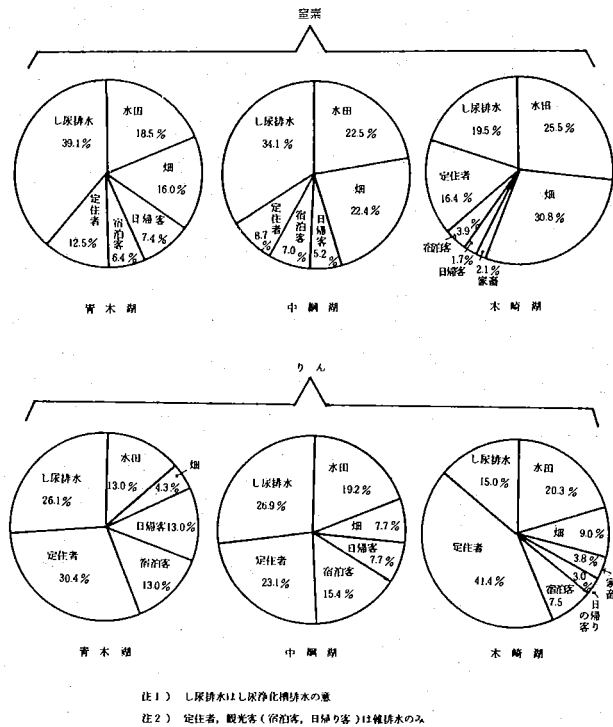 窒素
し尿排水
39.1%
水田
18.5%
畑
16.0%
日帰客
7.4%
宿泊客
6.4%
定住者
12.5%
青木湖
し尿排水
34.1%
水田
22.5%
畑
22.4%
日帰客
5.2%
宿泊客
7.0%
定住者
8.7%
中綱湖
し尿排水
19.5%
水田
25.5%
畑
30.8%
家畜
2.1%
日帰客
1.7%
宿泊客
3.9%
定住者
16.4%
木崎湖
りん
し尿排水
26.1%
水田
13.0%
畑
4.3%
日帰客13.0%
宿泊客
13.0%
定住者
30.4%
青木湖
し尿排水
26.9%
水田
19.2%
畑 7.7%
日帰客
7.7%
宿泊客
15.4%
定住者
23.1%
中綱湖
し尿排水
15.0%
水田
20.3%
畑 9.0%
3.8%
家畜
3.0%
日帰り
の客
宿泊客
7.5
定住者
41.4%
木崎湖
注1) し尿排水はし尿浄化槽排水の意
注2) 定住者,観光客(宿泊客,日帰り客)は雑排水のみ